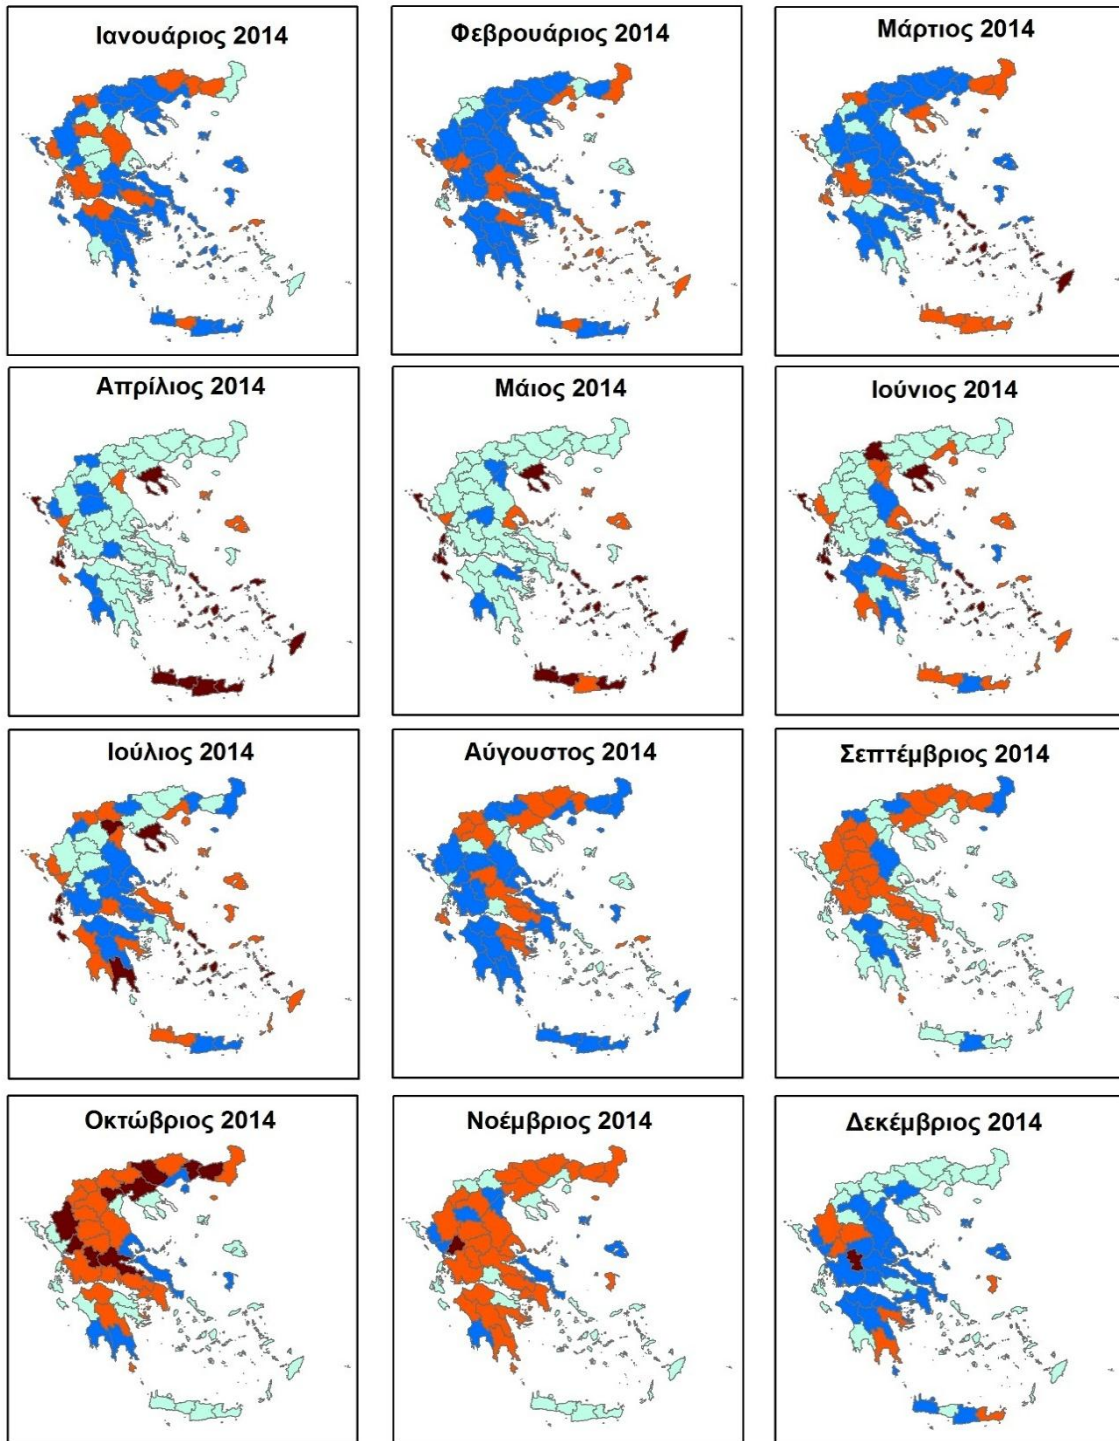 Ιανουάριος 2014
Φεβρουάριος 2014
Μάρτιος 2014
Απρίλιος 2014
Μάιος 2014
Ιούνιος 2014
Ιούλιος 2014
Αύγουστος 2014
Σεπτέμβριος 2014
Οκτώβριος 2014
Νοέμβριος 2014
Δεκέμβριος 2014